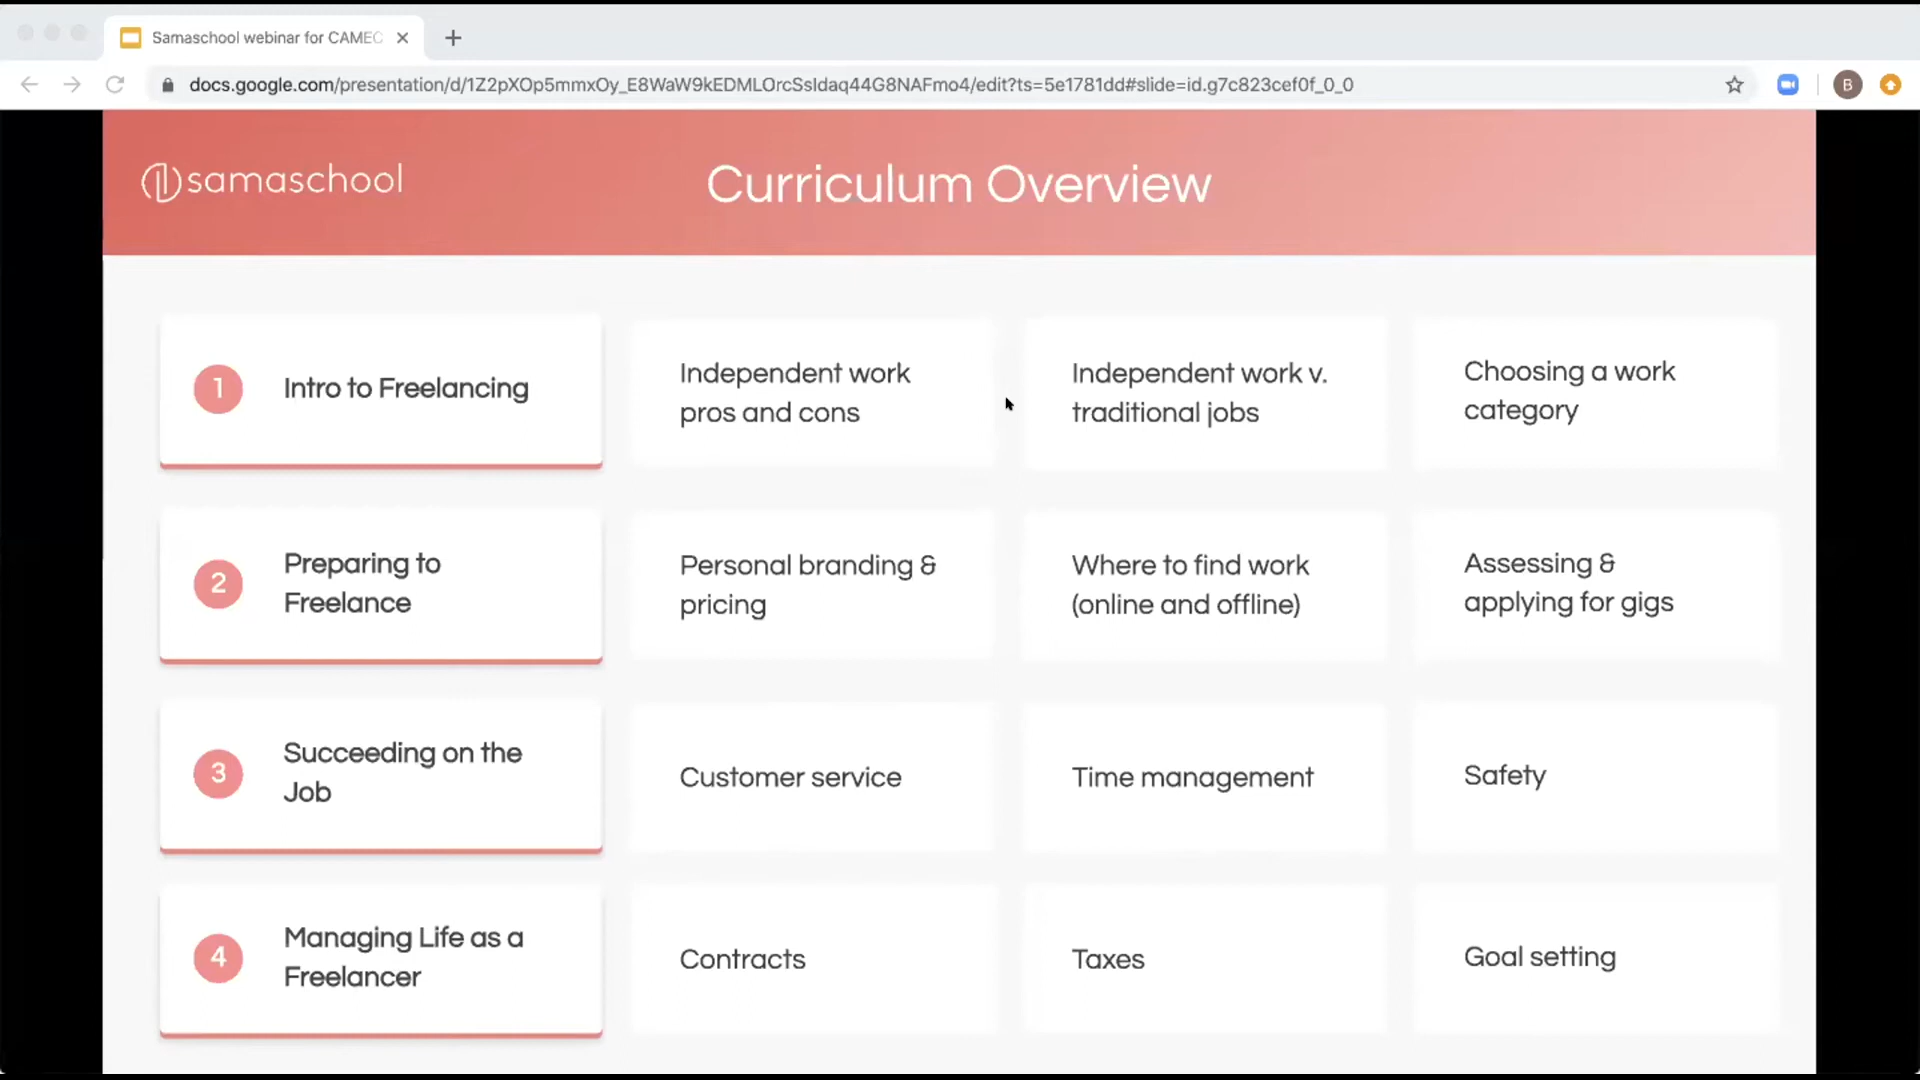 Samaschool webinar for CAMEC
docs.google.com/presentation/d/1Z2pXOp5mmxOy_E8WaW9kEDMLOrcSsIdaq44G8NAFmo4/edit?ts=5e1781dd#slide=id.g7c823cef0f_0_0
B
samaschool
Curriculum Overview
1
Intro to Freelancing
Independent work
pros and cons
Independent work v.
traditional jobs
Choosing a work
category
2
Preparing to
Freelance
Personal branding &
pricing
Where to find work
(online and offline)
Assessing &
applying for gigs
3
Succeeding on the
Job
Customer service
Time management
Safety
4
Managing Life as a
Freelancer
Contracts
Taxes
Goal setting